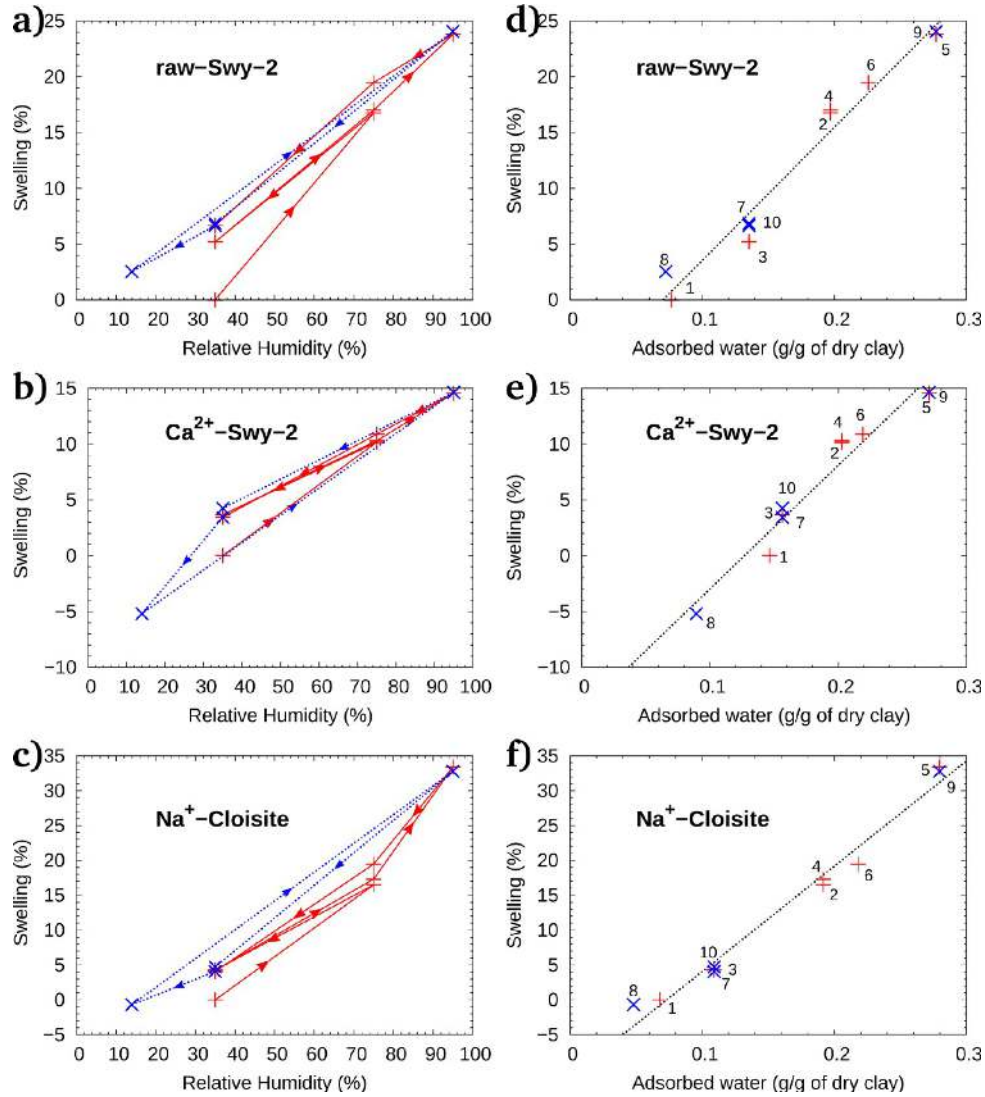 a)
25
20
15
10
5
0
Swelling (%)
raw−Swy−2
0 10 20 30 40 50 60 70 80 90 100
Relative Humidity (%)
d)
25
20
15
10
5
0
Swelling (%)
raw−Swy−2
9
5
6
4
2
7
10
3
8
1
0 0.1 0.2 0.3
Adsorbed water (g/g of dry clay)
b)
15
10
5
0
−5
−10
Swelling (%)
Ca2+−Swy−2
0 10 20 30 40 50 60 70 80 90 100
Relative Humidity (%)
e)
15
10
5
0
−5
−10
Swelling (%)
Ca2+−Swy−2
5
9
4
6
2
10
3
7
1
8
0 0.1 0.2 0.3
Adsorbed water (g/g of dry clay)
c)
35
30
25
20
15
10
5
0
−5
Swelling (%)
Na+−Cloisite
0 10 20 30 40 50 60 70 80 90 100
Relative Humidity (%)
f)
35
30
25
20
15
10
5
0
−5
Swelling (%)
Na+−Cloisite
5
9
4
6
2
10
3
7
8
1
0 0.1 0.2 0.3
Adsorbed water (g/g of dry clay)